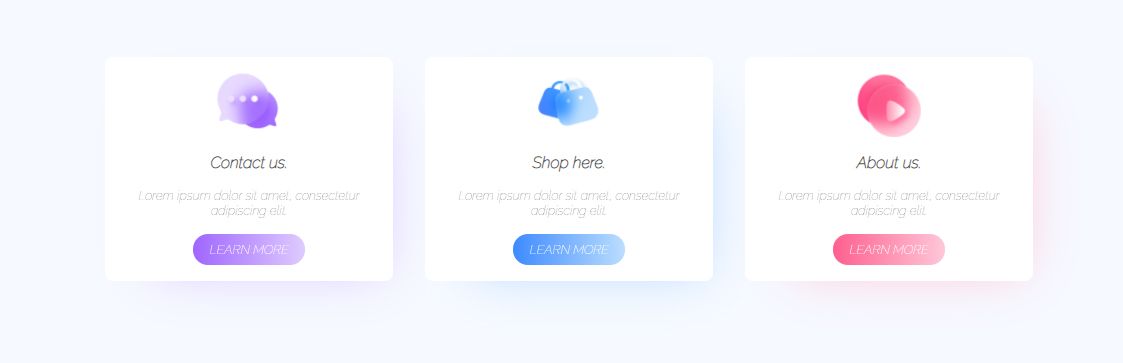 Contact us.
Lorem ipsum dolor sit amet, consectetur
adipiscing elit.
LEARN MORE
Shop here.
Lorem ipsum dolor sit amet, consectetur
adipiscing elit.
LEARN MORE
About us.
Lorem ipsum dolor sit amet, consectetur
adipiscing elit.
LEARN MORE